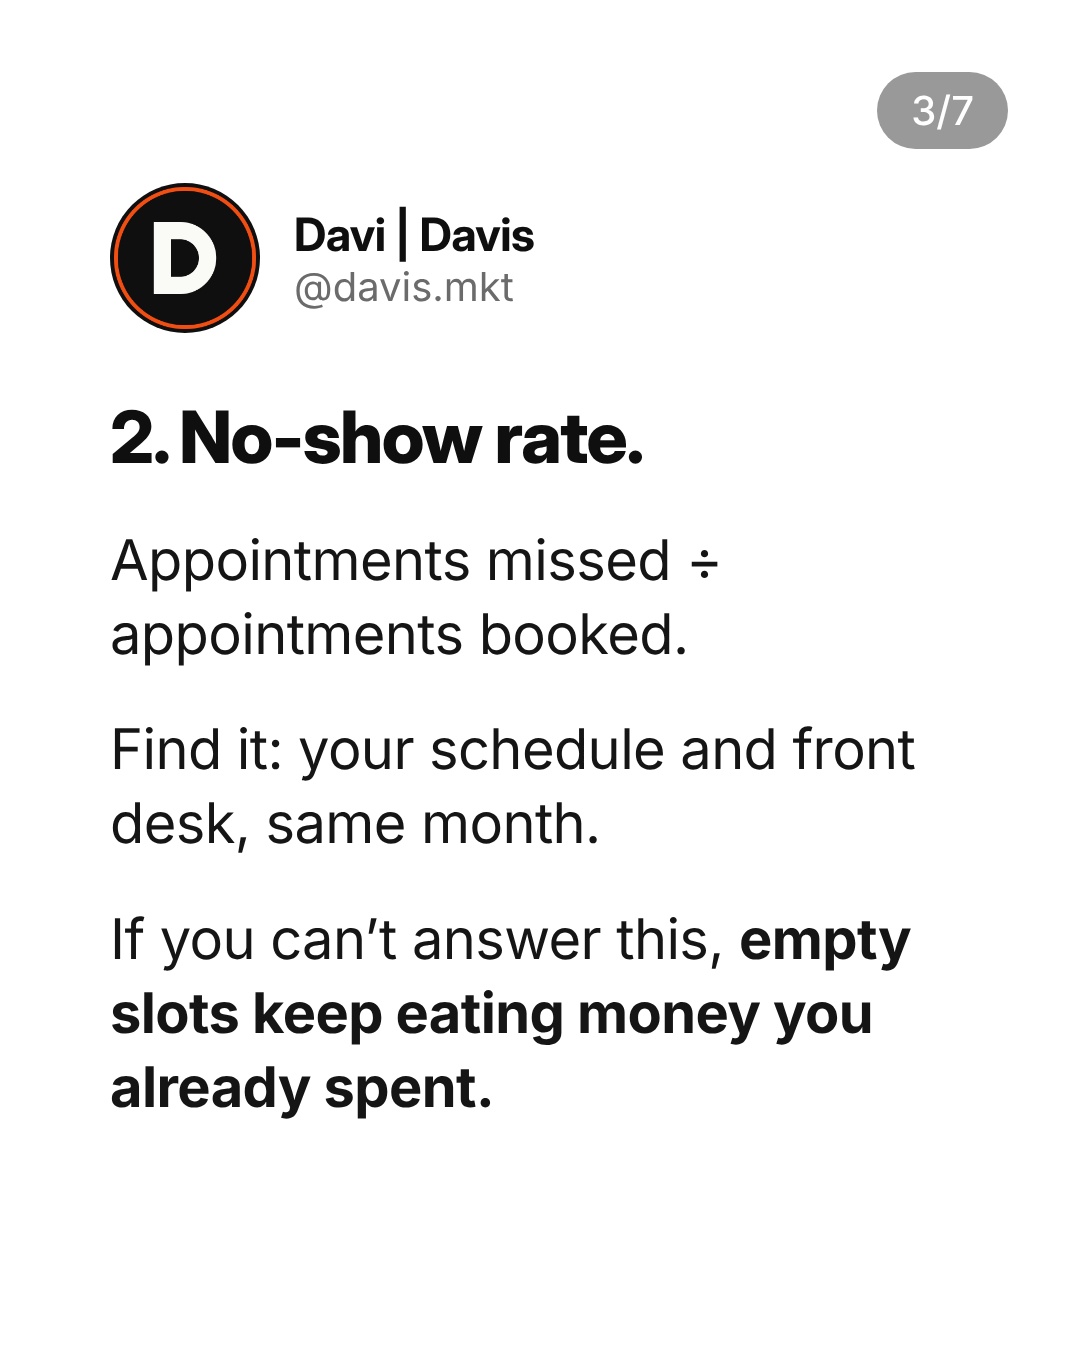 3/7
D
Davi | Davis
@davis.mkt
2. No-show rate.
Appointments missed ÷
appointments booked.
Find it: your schedule and front
desk, same month.
If you can’t answer this, empty
slots keep eating money you
already spent.